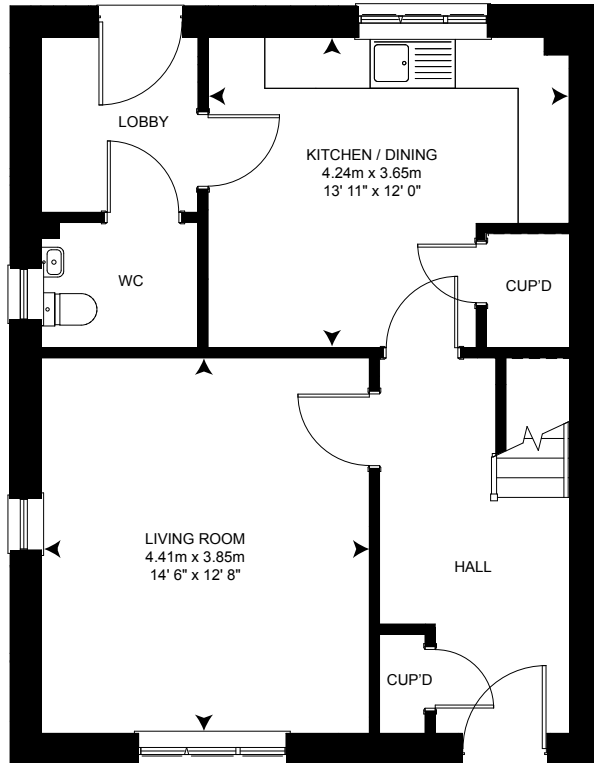 LOBBY
KITCHEN / DINING
4.24m x 3.65m
13' 11" x 12' 0"
WC
CUP'D
LIVING ROOM
4.41m x 3.85m
14' 6" x 12' 8"
HALL
CUP'D